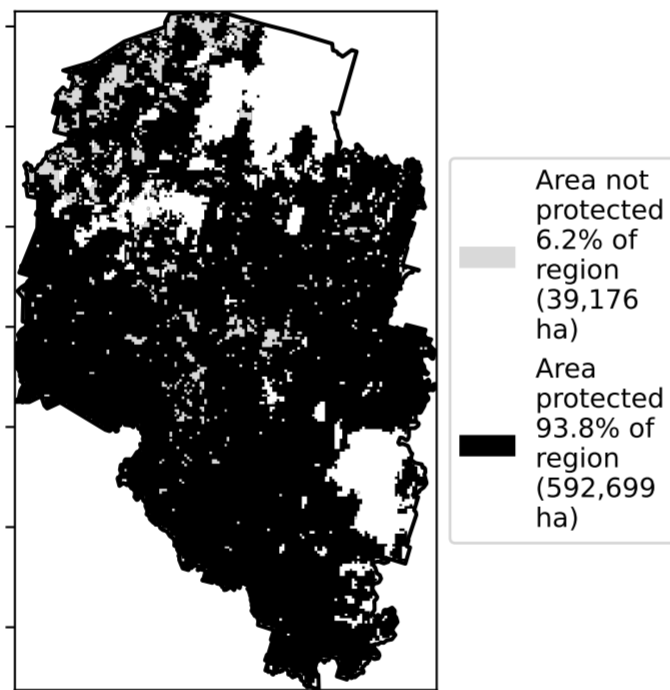 Area not
protected
6.2% of
region
(39,176
ha)
Area
protected
93.8% of
region
(592,699
ha)